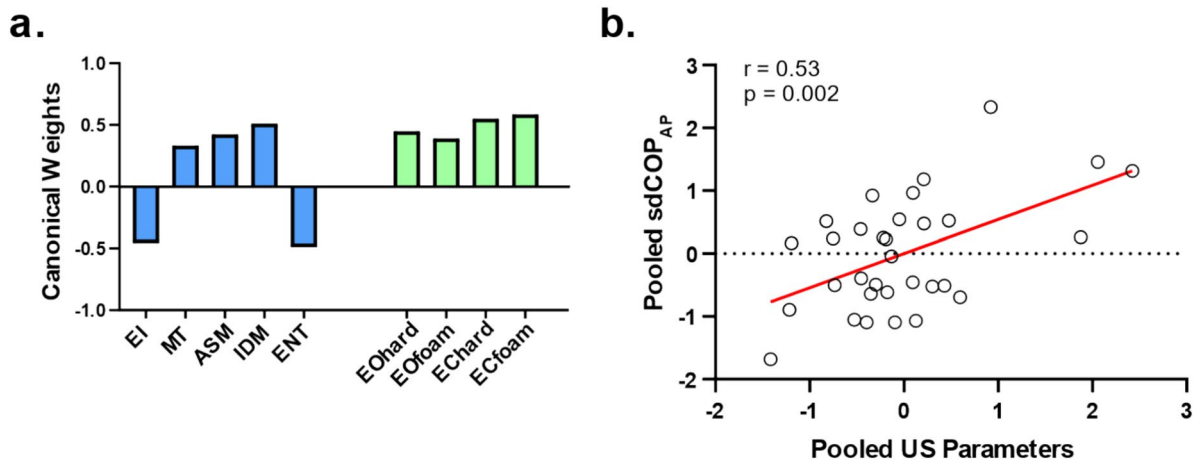 a.
Canonical Weights
1.0
0.5
0.0
-0.5
-1.0
EI
MT
ASM
IDM
ENT
EOhard
EOfoam
EChard
ECfoam
b.
Pooled sdCOPAP
3
2
1
0
-1
-2
r = 0.53
p = 0.002
-2
-1
0
1
2
3
Pooled US Parameters